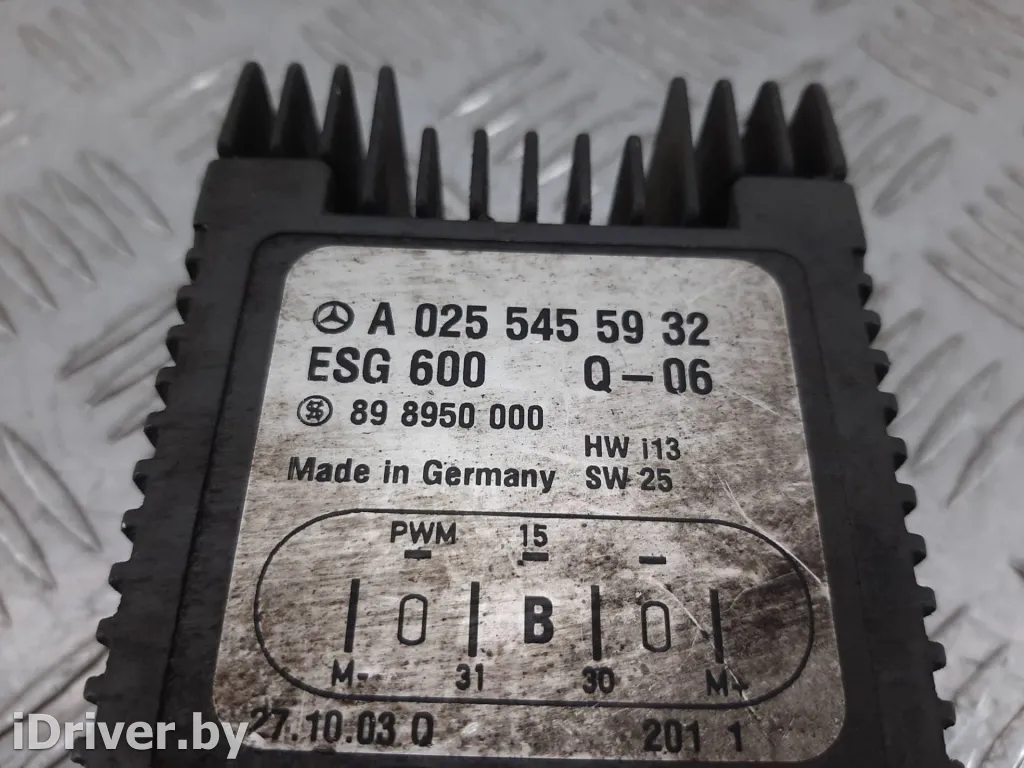 A 025 545 59 32
ESG 600 Q-06
89 8950 000
HW i13
Made in Germany SW 25
PWM 15
B
M- 31 30 M+
27.10.03 Q 201 1
iDriver.by